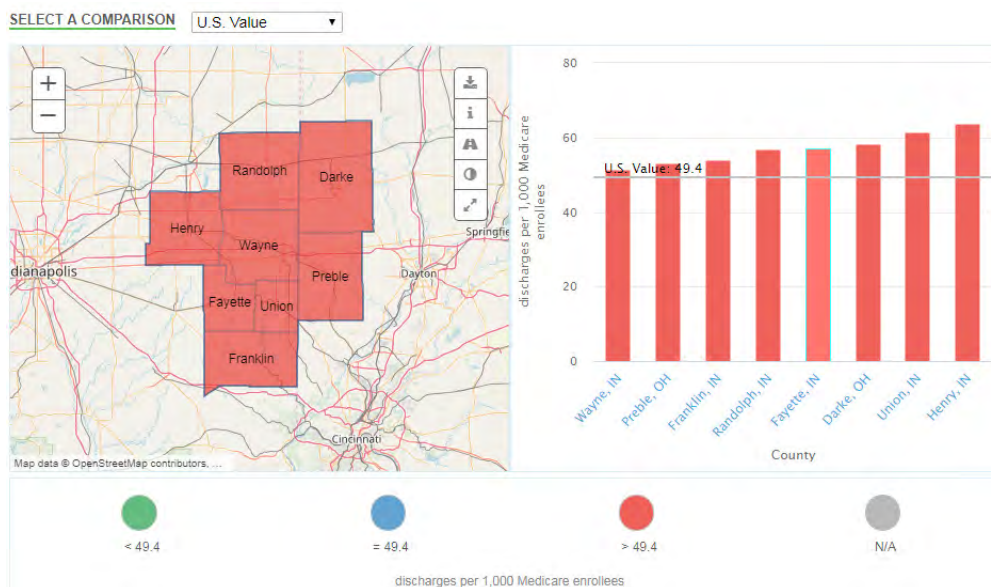 SELECT A COMPARISON U.S. Value
+
−
i
A
Randolph
Darke
Henry
Wayne
Springfie
dianapolis
Preble
Dayton
Fayette
Union
Franklin
Cincinnati
Map data © OpenStreetMap contributors, ...
80
60
40
20
0
discharges per 1,000 Medicare
enrollees
U.S. Value: 49.4
Wayne, IN
Preble, OH
Franklin, IN
Randolph, IN
Fayette, IN
Darke, OH
Union, IN
Henry, IN
County
< 49.4
= 49.4
> 49.4
N/A
discharges per 1,000 Medicare enrollees